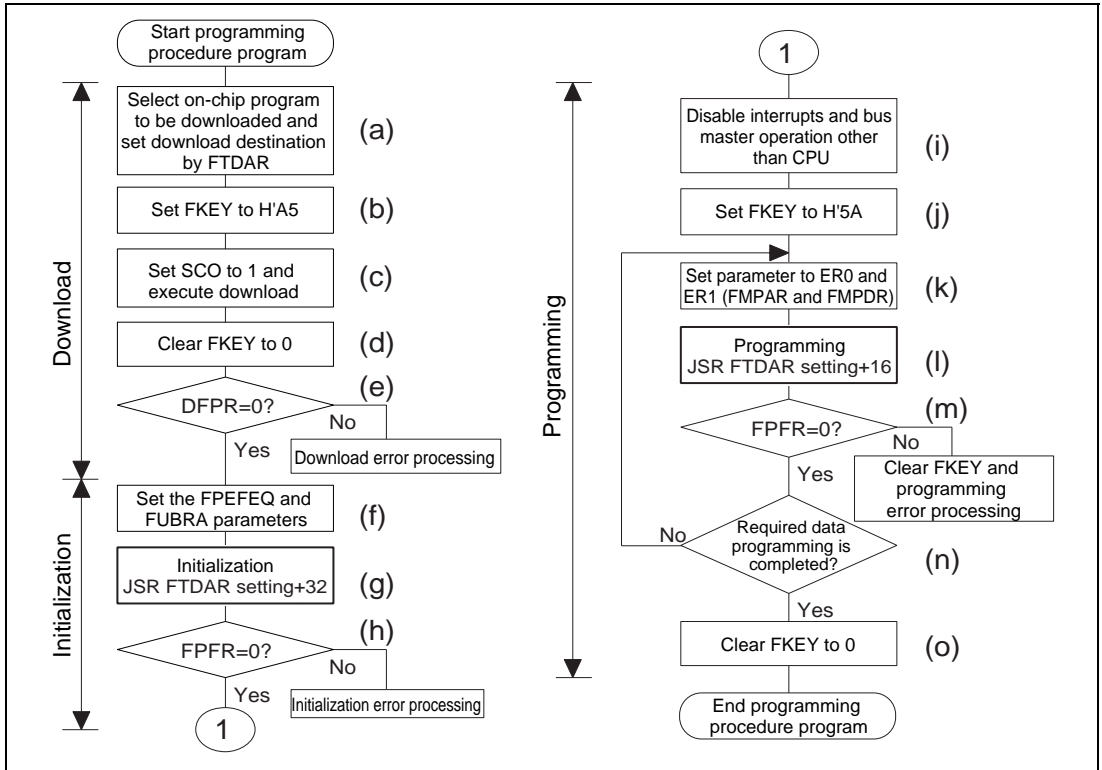 Start programming
procedure program
Download
Select on-chip program
to be downloaded and
set download destination
by FTDAR
(a)
Set FKEY to H'A5
(b)
Set SCO to 1 and
execute download
(c)
Clear FKEY to 0
(d)
(e)
DFPR=0?
No
Yes
Download error processing
Initialization
Set the FPEFEQ and
FUBRA parameters
(f)
Initialization
JSR FTDAR setting+32
(g)
(h)
FPFR=0?
No
Yes
Initialization error processing
1
1
Programming
Disable interrupts and bus
master operation other
than CPU
(i)
Set FKEY to H'5A
(j)
Set parameter to ER0 and
ER1 (FMPAR and FMPDR)
(k)
Programming
JSR FTDAR setting+16
(l)
(m)
FPFR=0?
No
Yes
Clear FKEY and
programming
error processing
No
Required data
programming is
completed?
(n)
Yes
Clear FKEY to 0
(o)
End programming
procedure program